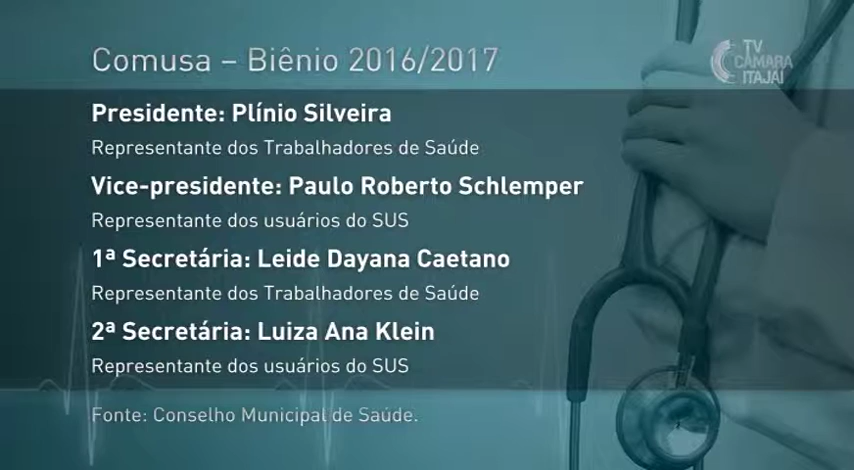 Comusa – Biênio 2016/2017
TV
CÂMARA
ITAJAÍ
Presidente: Plínio Silveira
Representante dos Trabalhadores de Saúde
Vice-presidente: Paulo Roberto Schlemper
Representante dos usuários do SUS
1ª Secretária: Leide Dayana Caetano
Representante dos Trabalhadores de Saúde
2ª Secretária: Luiza Ana Klein
Representante dos usuários do SUS
Fonte: Conselho Municipal de Saúde.